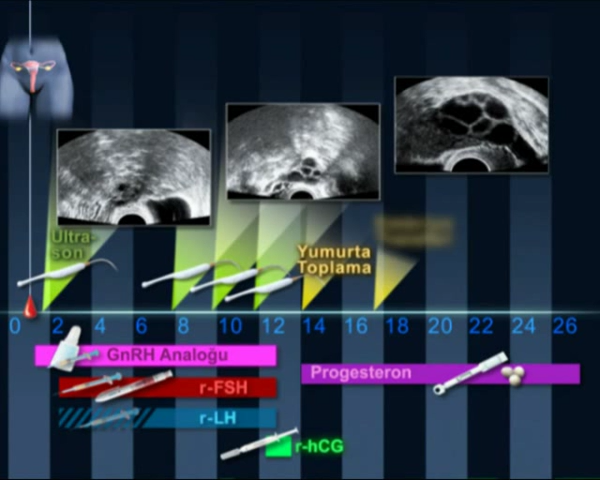 Ultra-
son
Yumurta
Toplama
0 2 4 6 8 10 12 14 16 18 20 22 24 26
GnRH Analoğu
r-FSH
r-LH
r-hCG
Progesteron